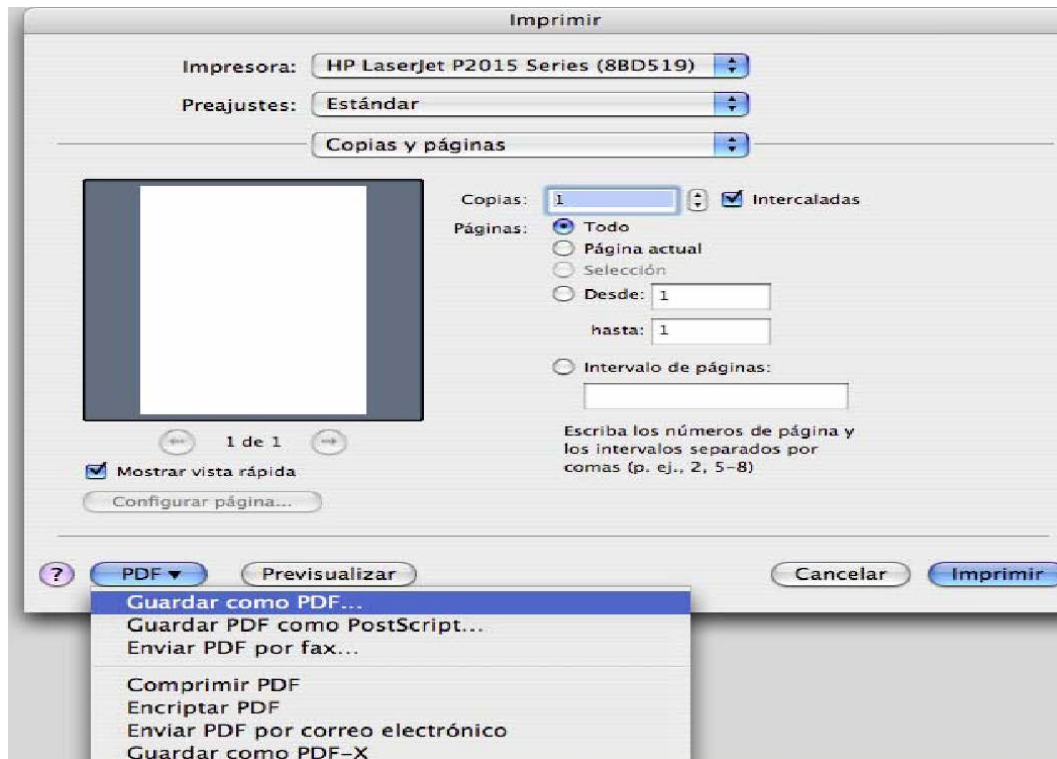 Imprimir
Impresora: HP LaserJet P2015 Series (8BD519)
Preajustes: Estándar
Copias y páginas
Copias: 1 Intercaladas
Páginas: Todo
Página actual
Selección
Desde: 1
hasta: 1
Intervalo de páginas:
Escriba los números de página y
los intervalos separados por
comas (p. ej., 2, 5-8)
1 de 1
Mostrar vista rápida
Configurar página...
? PDF Previsualizar Cancelar Imprimir
Guardar como PDF...
Guardar PDF como PostScript...
Enviar PDF por fax...
Comprimir PDF
Encriptar PDF
Enviar PDF por correo electrónico
Guardar como PDF-X